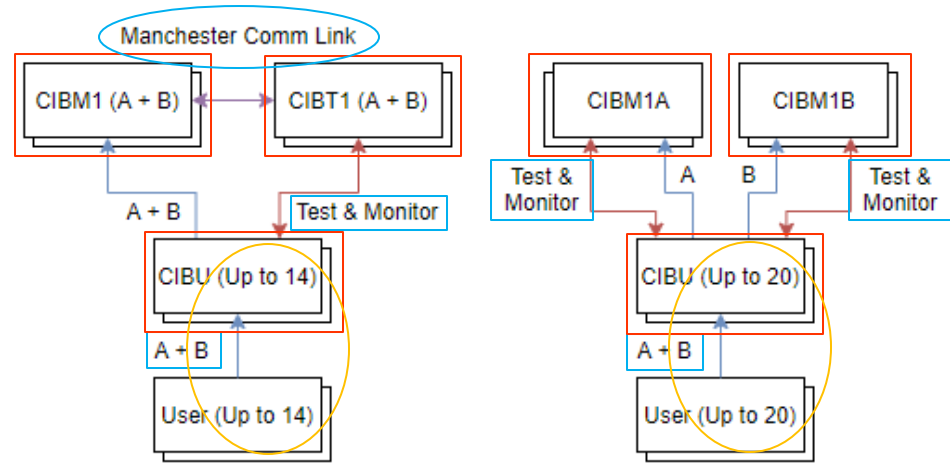 Manchester Comm Link
CIBM1 (A + B)
CIBT1 (A + B)
A + B
Test & Monitor
CIBU (Up to 14)
A + B
User (Up to 14)
CIBM1A
CIBM1B
Test &
Monitor
A
B
Test &
Monitor
CIBU (Up to 20)
A + B
User (Up to 20)